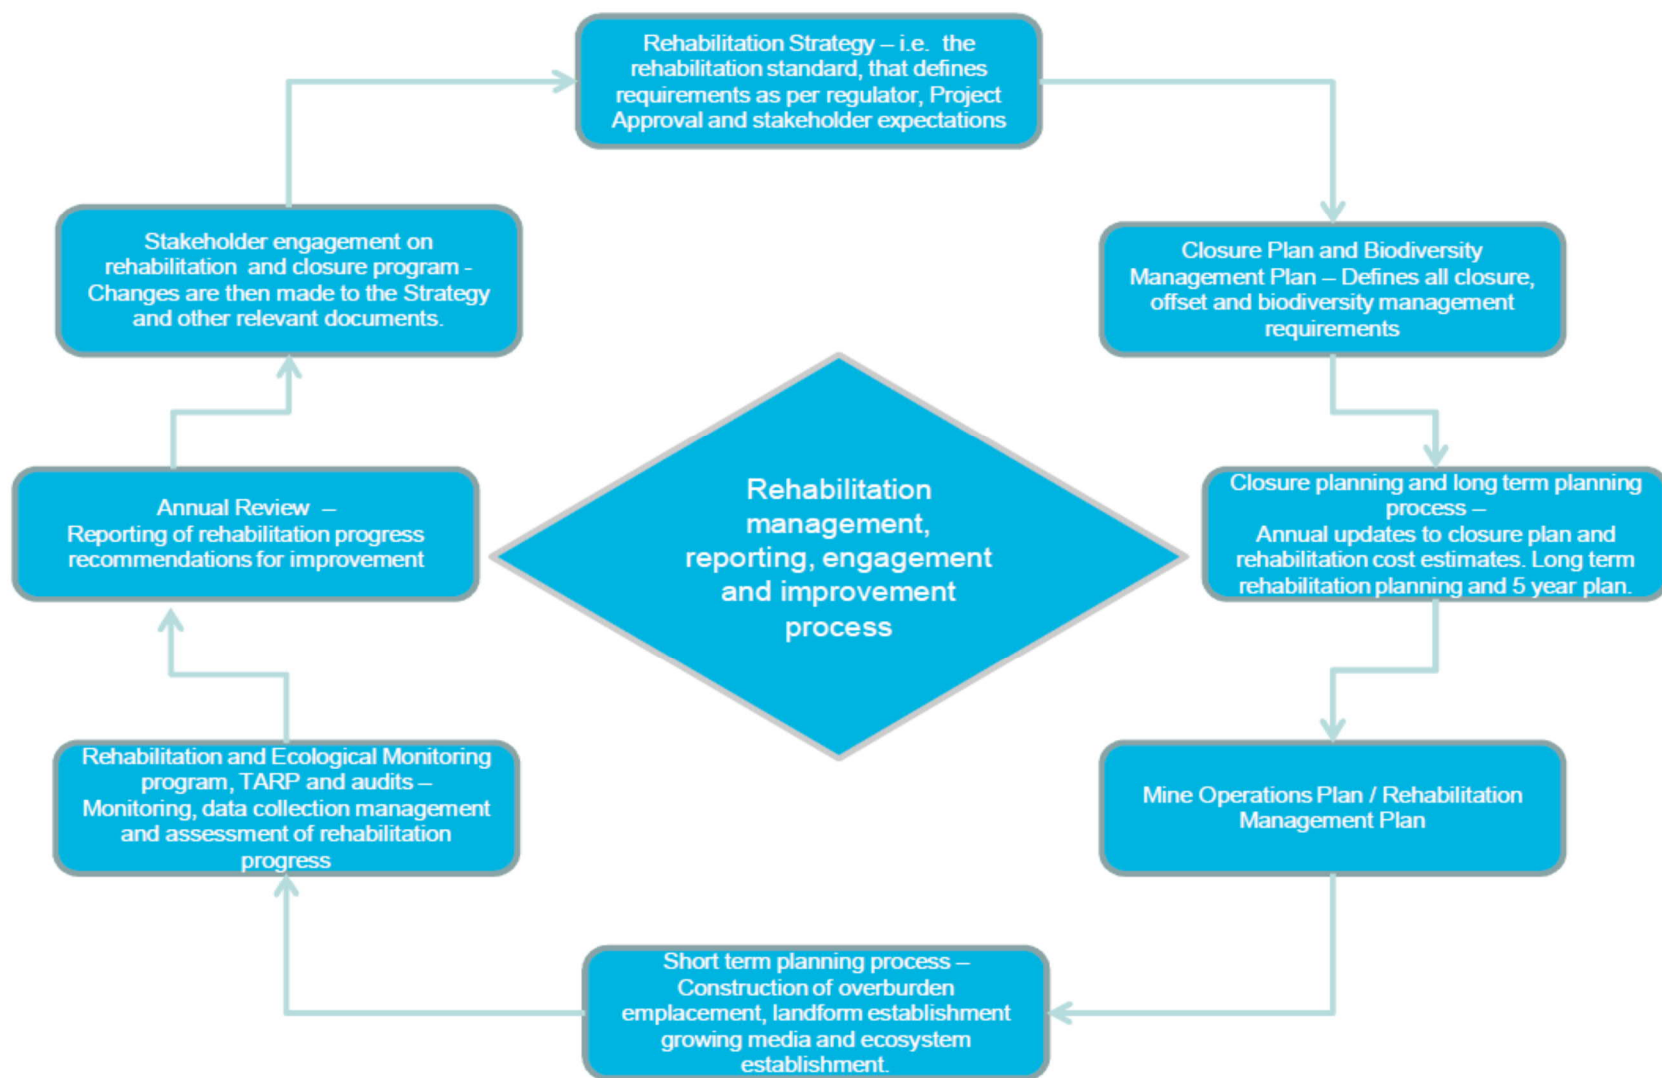 Rehabilitation Strategy – i.e. the
rehabilitation standard, that defines
requirements as per regulator, Project
Approval and stakeholder expectations
Stakeholder engagement on
rehabilitation and closure program -
Changes are then made to the Strategy
and other relevant documents.
Closure Plan and Biodiversity
Management Plan – Defines all closure,
offset and biodiversity management
requirements
Annual Review –
Reporting of rehabilitation progress
recommendations for improvement
Rehabilitation
management,
reporting, engagement
and improvement
process
Closure planning and long term planning
process –
Annual updates to closure plan and
rehabilitation cost estimates. Long term
rehabilitation planning and 5 year plan.
Rehabilitation and Ecological Monitoring
program, TARP and audits –
Monitoring, data collection management
and assessment of rehabilitation
progress
Mine Operations Plan / Rehabilitation
Management Plan
Short term planning process –
Construction of overburden
emplacement, landform establishment
growing media and ecosystem
establishment.